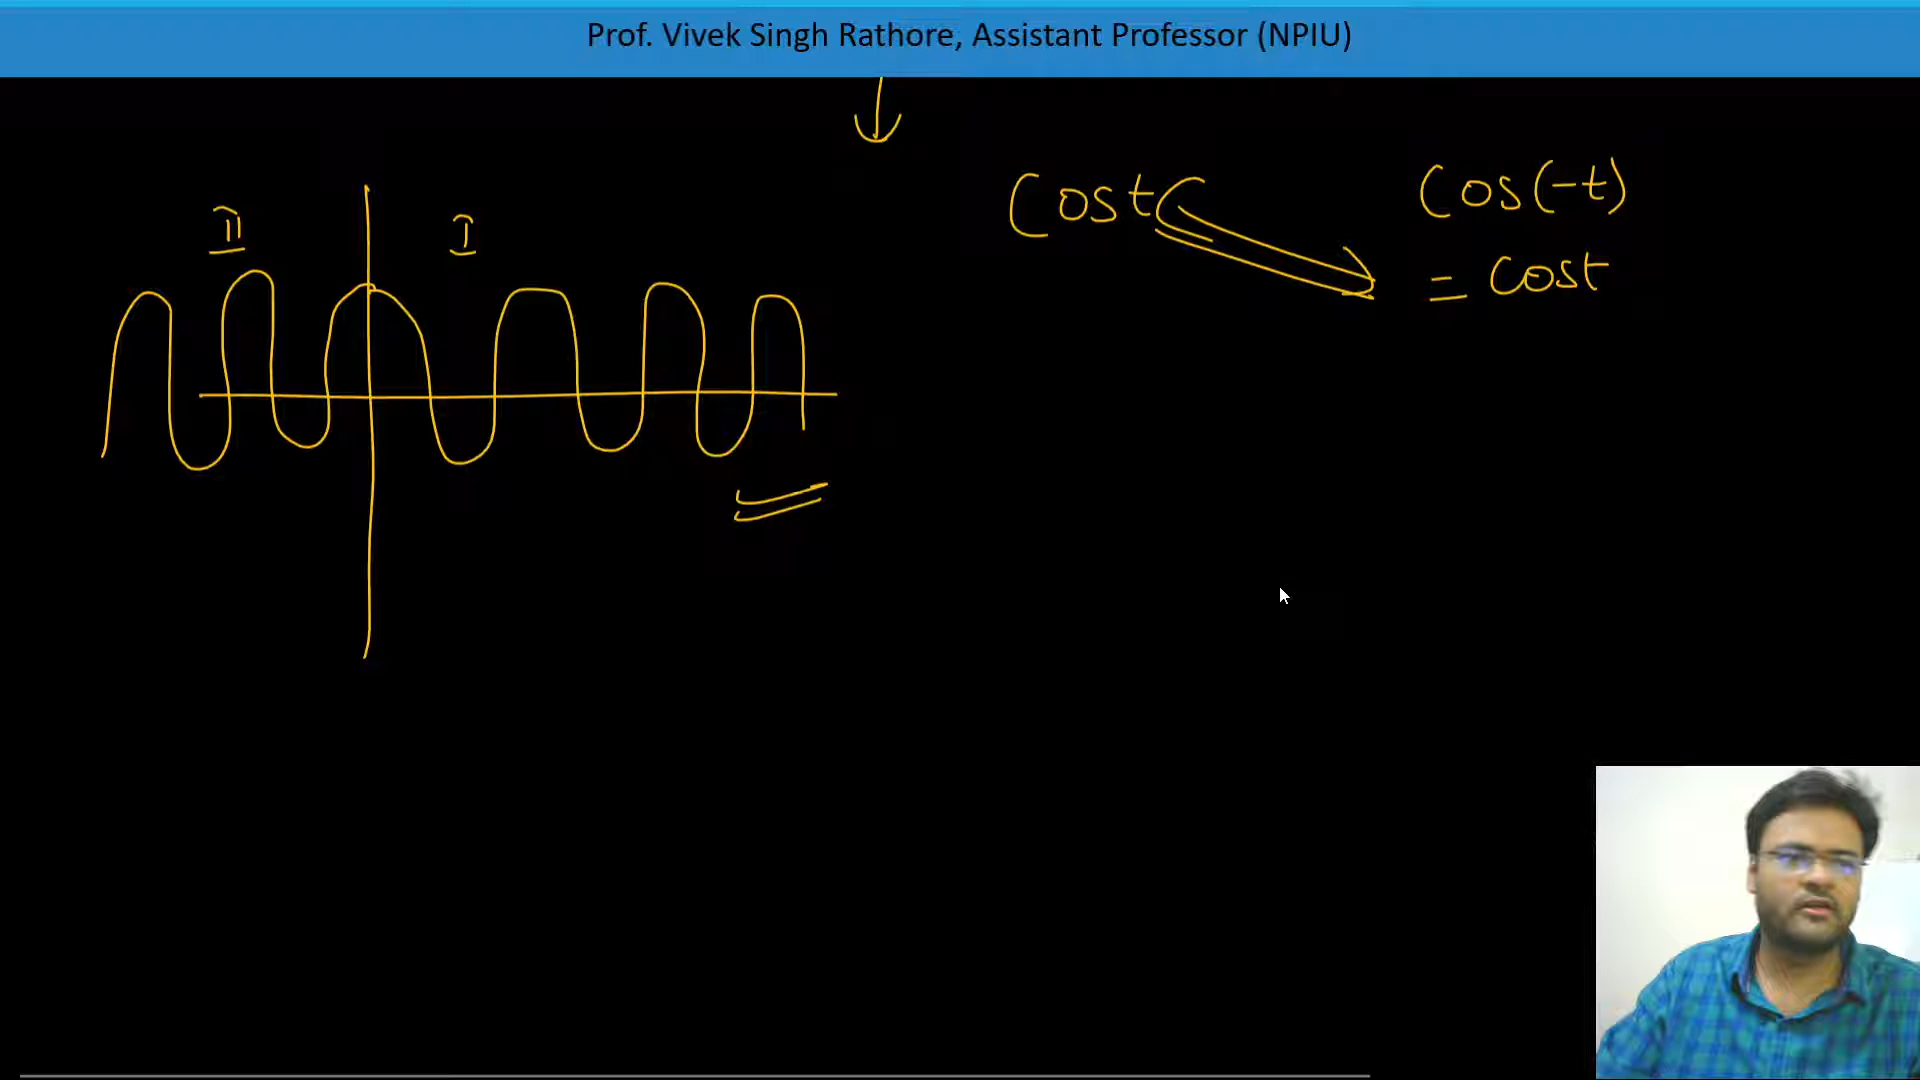 Prof. Vivek Singh Rathore, Assistant Professor (NPIU)
II
I
Cost
Cos(-t)
= Cost